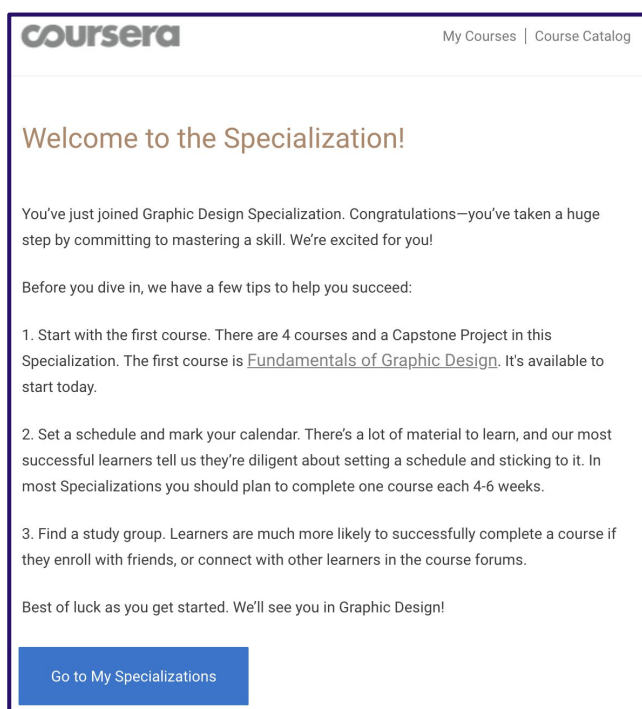 coursera
My Courses | Course Catalog
Welcome to the Specialization!
You’ve just joined Graphic Design Specialization. Congratulations—you’ve taken a huge
step by committing to mastering a skill. We’re excited for you!
Before you dive in, we have a few tips to help you succeed:
1. Start with the first course. There are 4 courses and a Capstone Project in this
Specialization. The first course is Fundamentals of Graphic Design. It's available to
start today.
2. Set a schedule and mark your calendar. There’s a lot of material to learn, and our most
successful learners tell us they’re diligent about setting a schedule and sticking to it. In
most Specializations you should plan to complete one course each 4-6 weeks.
3. Find a study group. Learners are much more likely to successfully complete a course if
they enroll with friends, or connect with other learners in the course forums.
Best of luck as you get started. We’ll see you in Graphic Design!
Go to My Specializations